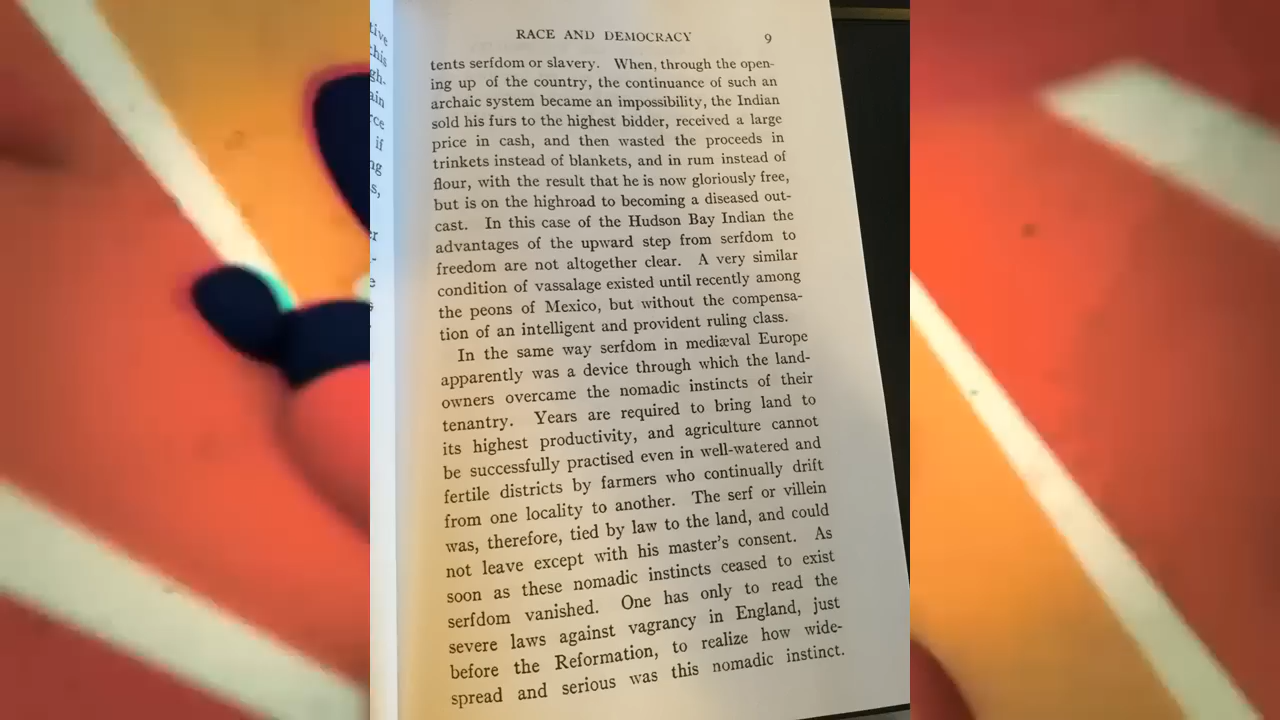 RACE AND DEMOCRACY 9
tents serfdom or slavery. When, through the open-
ing up of the country, the continuance of such an
archaic system became an impossibility, the Indian
sold his furs to the highest bidder, received a large
price in cash, and then wasted the proceeds in
trinkets instead of blankets, and in rum instead of
flour, with the result that he is now gloriously free,
but is on the highroad to becoming a diseased out-
cast. In this case of the Hudson Bay Indian the
advantages of the upward step from serfdom to
freedom are not altogether clear. A very similar
condition of vassalage existed until recently among
the peons of Mexico, but without the compensa-
tion of an intelligent and provident ruling class.
In the same way serfdom in mediæval Europe
apparently was a device through which the land-
owners overcame the nomadic instincts of their
tenantry. Years are required to bring land to
its highest productivity, and agriculture cannot
be successfully practised even in well-watered and
fertile districts by farmers who continually drift
from one locality to another. The serf or villein
was, therefore, tied by law to the land, and could
not leave except with his master's consent. As
soon as these nomadic instincts ceased to exist
serfdom vanished. One has only to read the
severe laws against vagrancy in England, just
before the Reformation, to realize how wide-
spread and serious was this nomadic instinct.